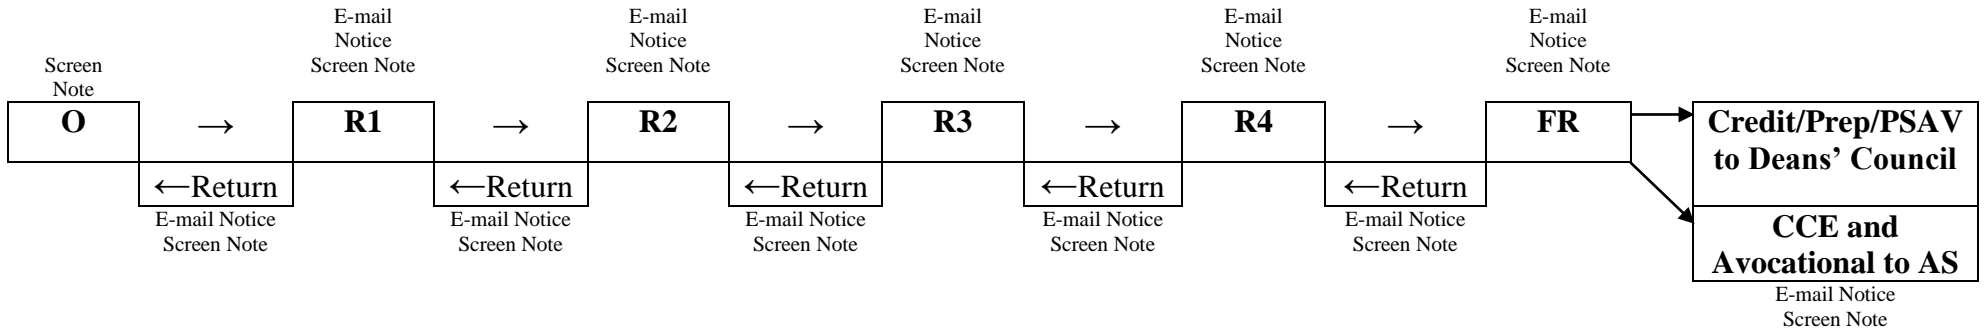 E-mail
Notice
Screen Note
E-mail
Notice
Screen Note
E-mail
Notice
Screen Note
E-mail
Notice
Screen Note
E-mail
Notice
Screen Note
Screen
Note
O
→
R1
→
R2
→
R3
→
R4
→
FR
Credit/Prep/PSAV
to Deans’ Council
←Return
←Return
←Return
←Return
←Return
E-mail Notice
Screen Note
E-mail Notice
Screen Note
E-mail Notice
Screen Note
E-mail Notice
Screen Note
E-mail Notice
Screen Note
CCE and
Avocational to AS
E-mail Notice
Screen Note